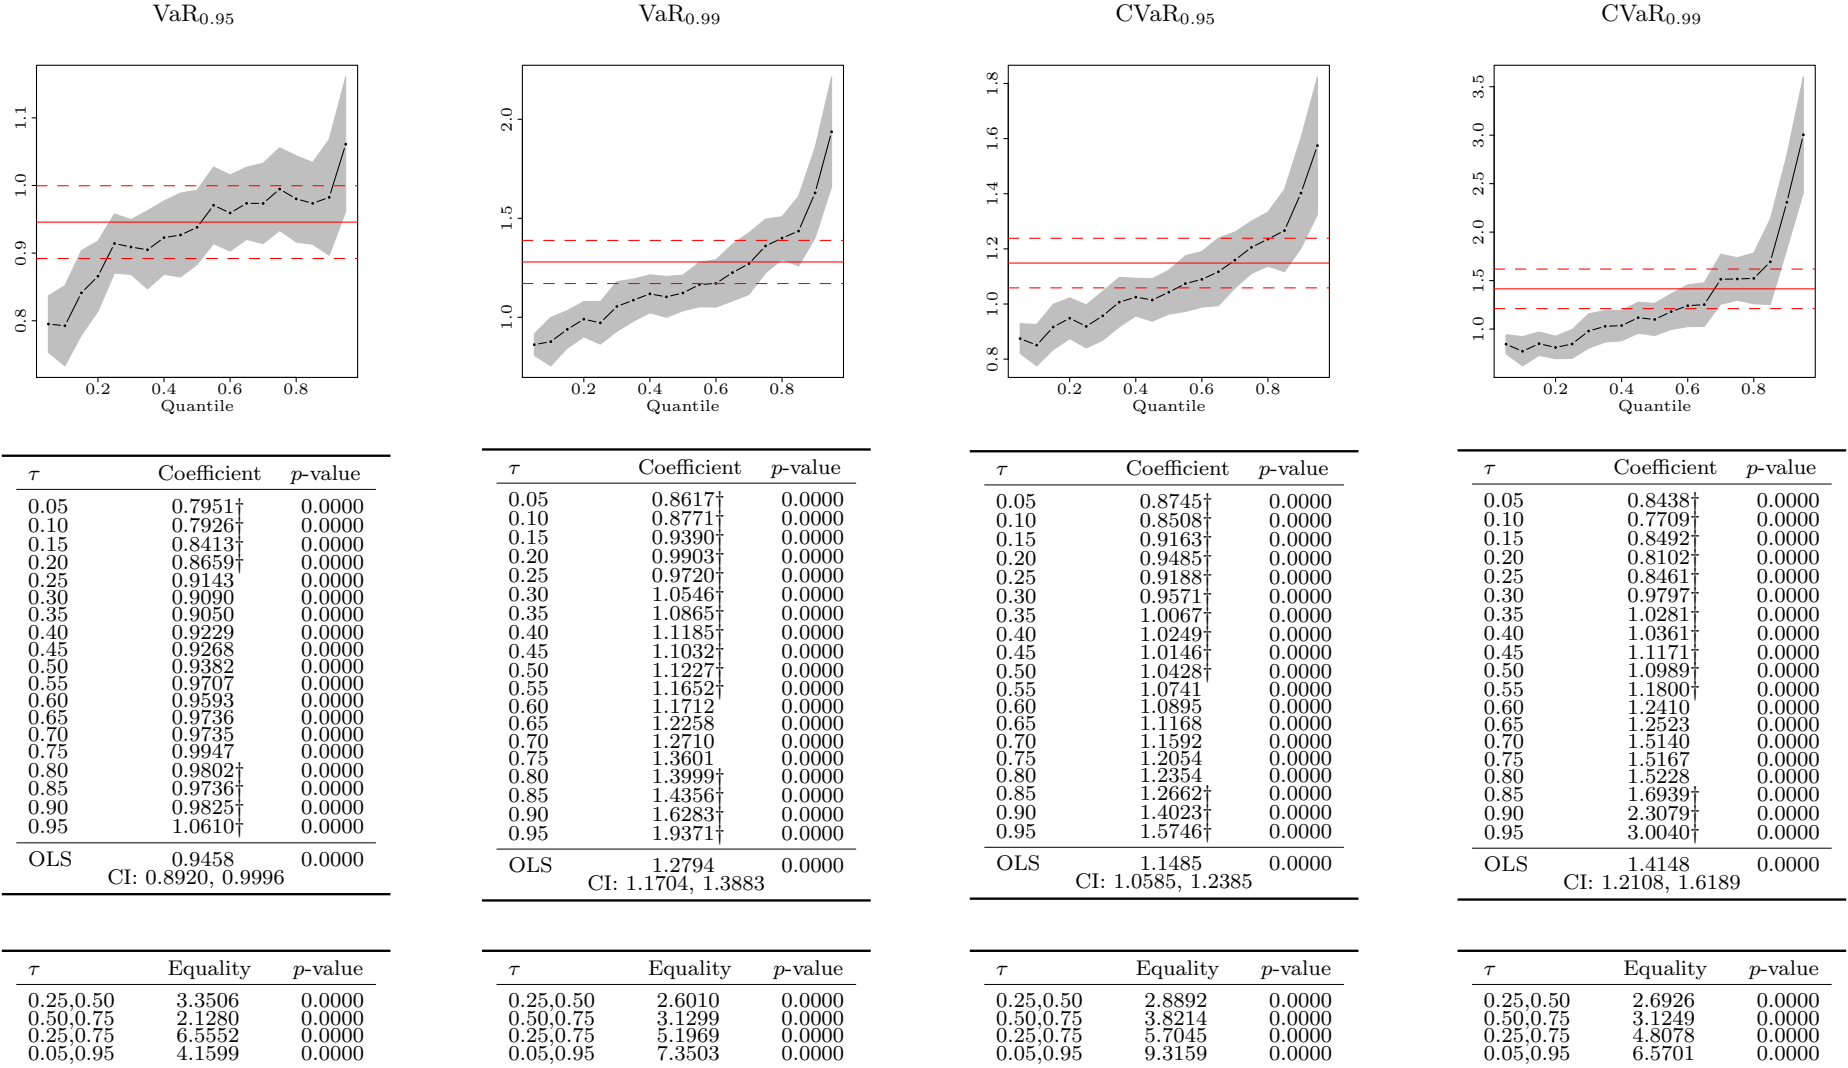 VaR0.95 VaR0.99 CVaR0.95 CVaR0.99
0.8 0.9 1.0 1.1
0.2 0.4 0.6 0.8
Quantile
1.0 1.5 2.0
0.2 0.4 0.6 0.8
Quantile
0.8 1.0 1.2 1.4 1.6 1.8
0.2 0.4 0.6 0.8
Quantile
1.0 1.5 2.0 2.5 3.0 3.5
0.2 0.4 0.6 0.8
Quantile
τ Coefficient p-value
0.05 0.7951† 0.0000
0.10 0.7926† 0.0000
0.15 0.8413† 0.0000
0.20 0.8659† 0.0000
0.25 0.9143 0.0000
0.30 0.9090 0.0000
0.35 0.9050 0.0000
0.40 0.9229 0.0000
0.45 0.9268 0.0000
0.50 0.9382 0.0000
0.55 0.9707 0.0000
0.60 0.9593 0.0000
0.65 0.9736 0.0000
0.70 0.9735 0.0000
0.75 0.9947 0.0000
0.80 0.9802† 0.0000
0.85 0.9736† 0.0000
0.90 0.9825† 0.0000
0.95 1.0610† 0.0000
OLS 0.9458 0.0000
CI: 0.8920, 0.9996
τ Coefficient p-value
0.05 0.8617† 0.0000
0.10 0.8771† 0.0000
0.15 0.9390† 0.0000
0.20 0.9903† 0.0000
0.25 0.9720† 0.0000
0.30 1.0546† 0.0000
0.35 1.0865† 0.0000
0.40 1.1185† 0.0000
0.45 1.1032† 0.0000
0.50 1.1227† 0.0000
0.55 1.1652† 0.0000
0.60 1.1712 0.0000
0.65 1.2258 0.0000
0.70 1.2710 0.0000
0.75 1.3601 0.0000
0.80 1.3999† 0.0000
0.85 1.4356† 0.0000
0.90 1.6283† 0.0000
0.95 1.9371† 0.0000
OLS 1.2794 0.0000
CI: 1.1704, 1.3883
τ Coefficient p-value
0.05 0.8745† 0.0000
0.10 0.8508† 0.0000
0.15 0.9163† 0.0000
0.20 0.9485† 0.0000
0.25 0.9188† 0.0000
0.30 0.9571† 0.0000
0.35 1.0067† 0.0000
0.40 1.0249† 0.0000
0.45 1.0146† 0.0000
0.50 1.0428† 0.0000
0.55 1.0741 0.0000
0.60 1.0895 0.0000
0.65 1.1168 0.0000
0.70 1.1592 0.0000
0.75 1.2054 0.0000
0.80 1.2354 0.0000
0.85 1.2662† 0.0000
0.90 1.4023† 0.0000
0.95 1.5746† 0.0000
OLS 1.1485 0.0000
CI: 1.0585, 1.2385
τ Coefficient p-value
0.05 0.8438† 0.0000
0.10 0.7709† 0.0000
0.15 0.8492† 0.0000
0.20 0.8102† 0.0000
0.25 0.8461† 0.0000
0.30 0.9797† 0.0000
0.35 1.0281† 0.0000
0.40 1.0361† 0.0000
0.45 1.1171† 0.0000
0.50 1.0989† 0.0000
0.55 1.1800† 0.0000
0.60 1.2410 0.0000
0.65 1.2523 0.0000
0.70 1.5140 0.0000
0.75 1.5167 0.0000
0.80 1.5228 0.0000
0.85 1.6939† 0.0000
0.90 2.3079† 0.0000
0.95 3.0040† 0.0000
OLS 1.4148 0.0000
CI: 1.2108, 1.6189
τ Equality p-value
0.25,0.50 3.3506 0.0000
0.50,0.75 2.1280 0.0000
0.25,0.75 6.5552 0.0000
0.05,0.95 4.1599 0.0000
τ Equality p-value
0.25,0.50 2.6010 0.0000
0.50,0.75 3.1299 0.0000
0.25,0.75 5.1969 0.0000
0.05,0.95 7.3503 0.0000
τ Equality p-value
0.25,0.50 2.8892 0.0000
0.50,0.75 3.8214 0.0000
0.25,0.75 5.7045 0.0000
0.05,0.95 9.3159 0.0000
τ Equality p-value
0.25,0.50 2.6926 0.0000
0.50,0.75 3.1249 0.0000
0.25,0.75 4.8078 0.0000
0.05,0.95 6.5701 0.0000